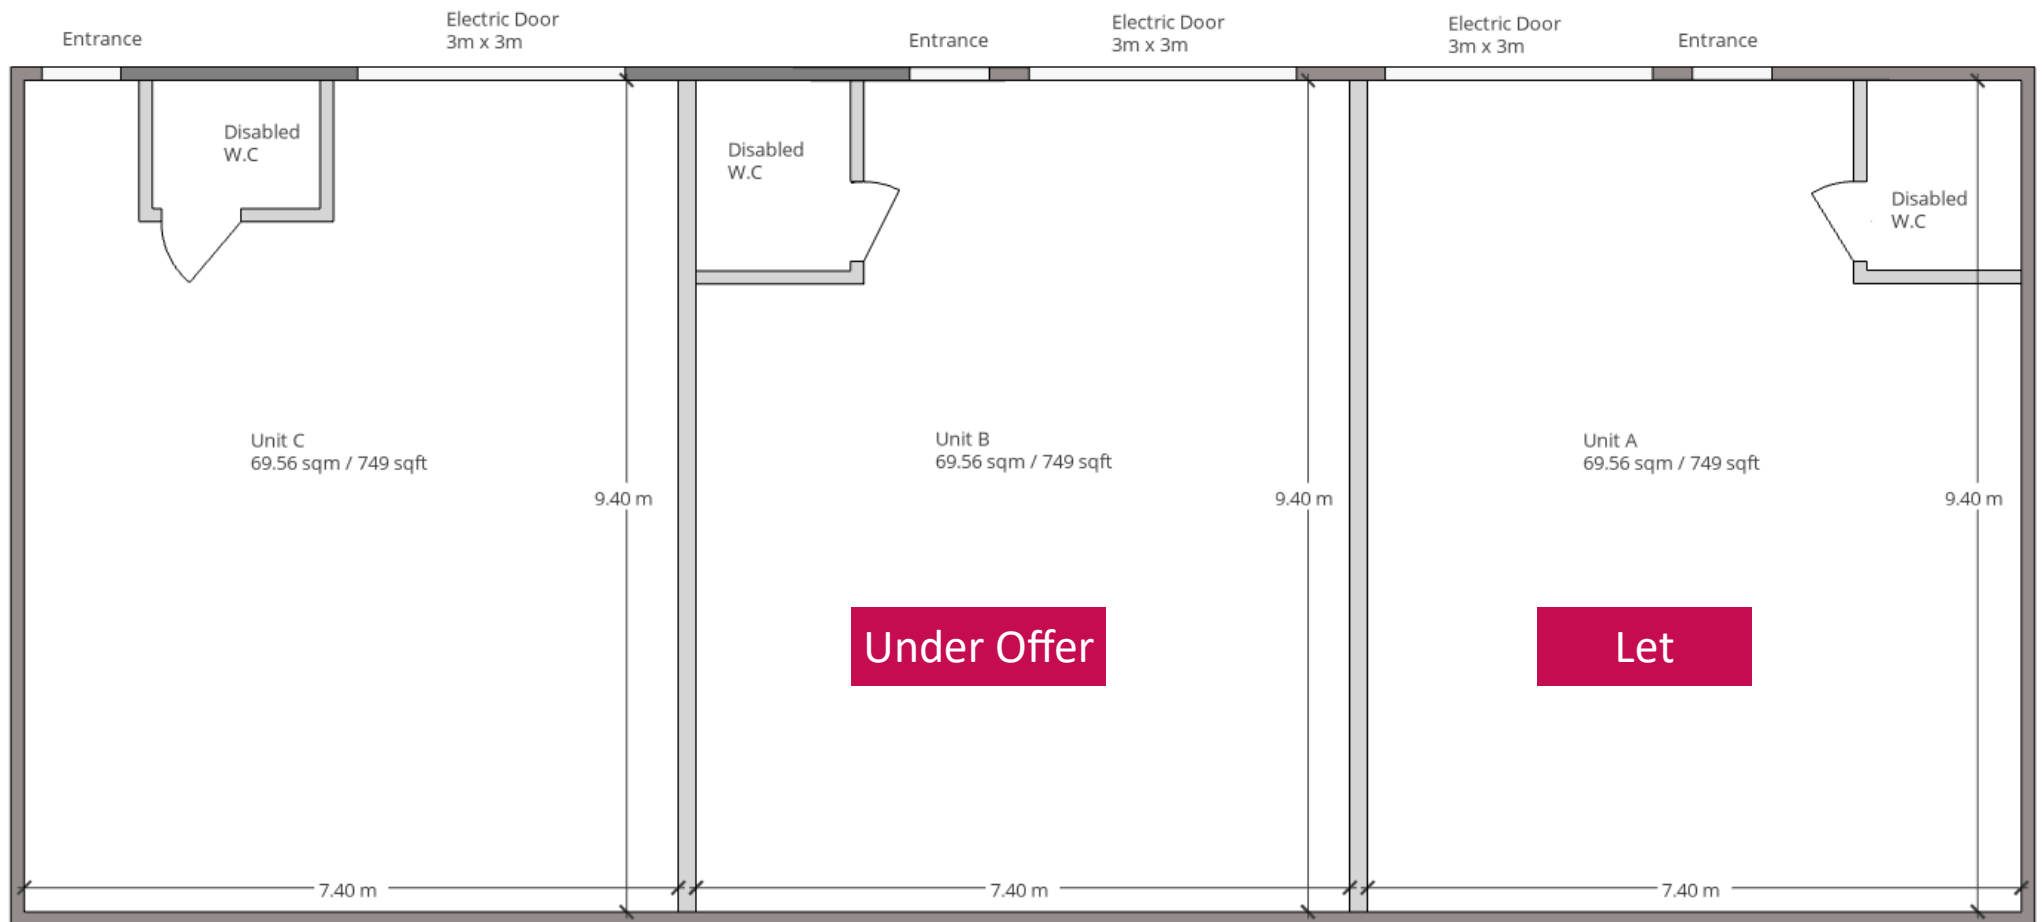 Entrance
Electric Door
3m x 3m
Entrance
Electric Door
3m x 3m
Electric Door
3m x 3m
Entrance
Disabled
W.C
Disabled
W.C
Disabled
W.C
Unit C
69.56 sqm / 749 sqft
9.40 m
Unit B
69.56 sqm / 749 sqft
9.40 m
Unit A
69.56 sqm / 749 sqft
9.40 m
Under Offer
Let
7.40 m
7.40 m
7.40 m